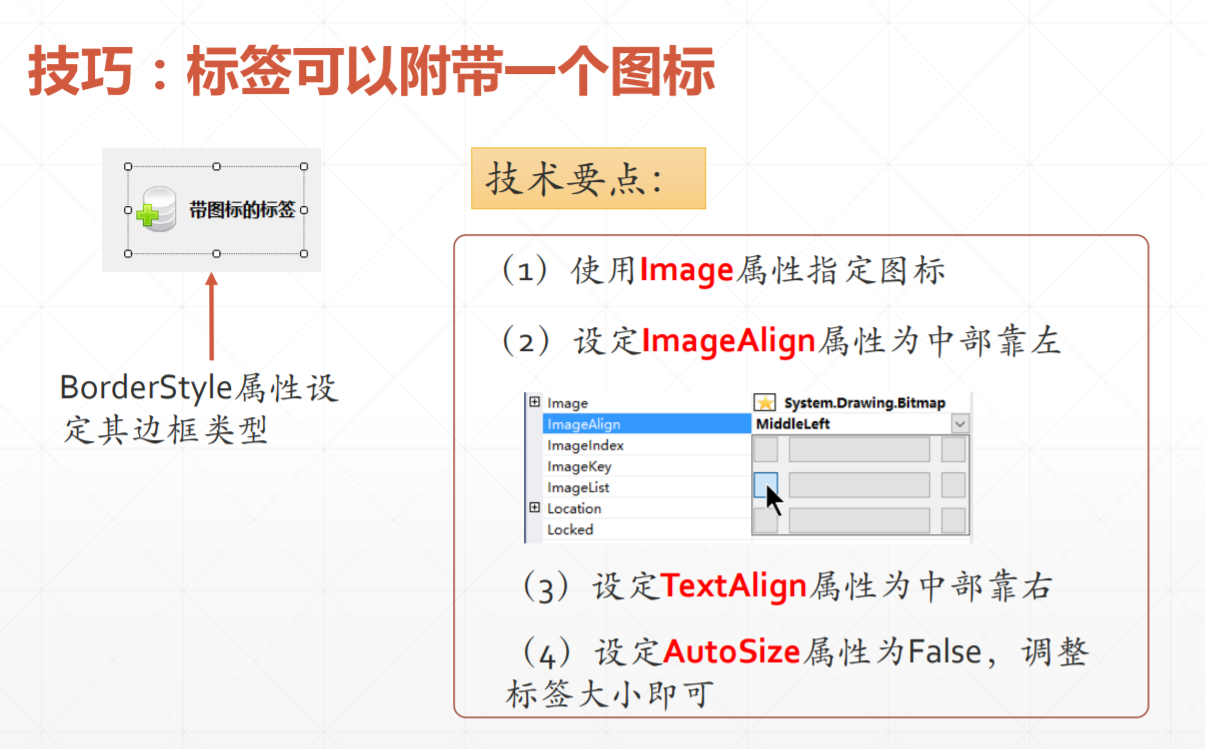 技巧：标签可以附带一个图标
带图标的标签
BorderStyle属性设
定其边框类型
技术要点：
（1）使用Image属性指定图标
（2）设定ImageAlign属性为中部靠左
Image System.Drawing.Bitmap
ImageAlign MiddleLeft
ImageIndex
ImageKey
ImageList
Location
Locked
（3）设定TextAlign属性为中部靠右
（4）设定AutoSize属性为False，调整
标签大小即可